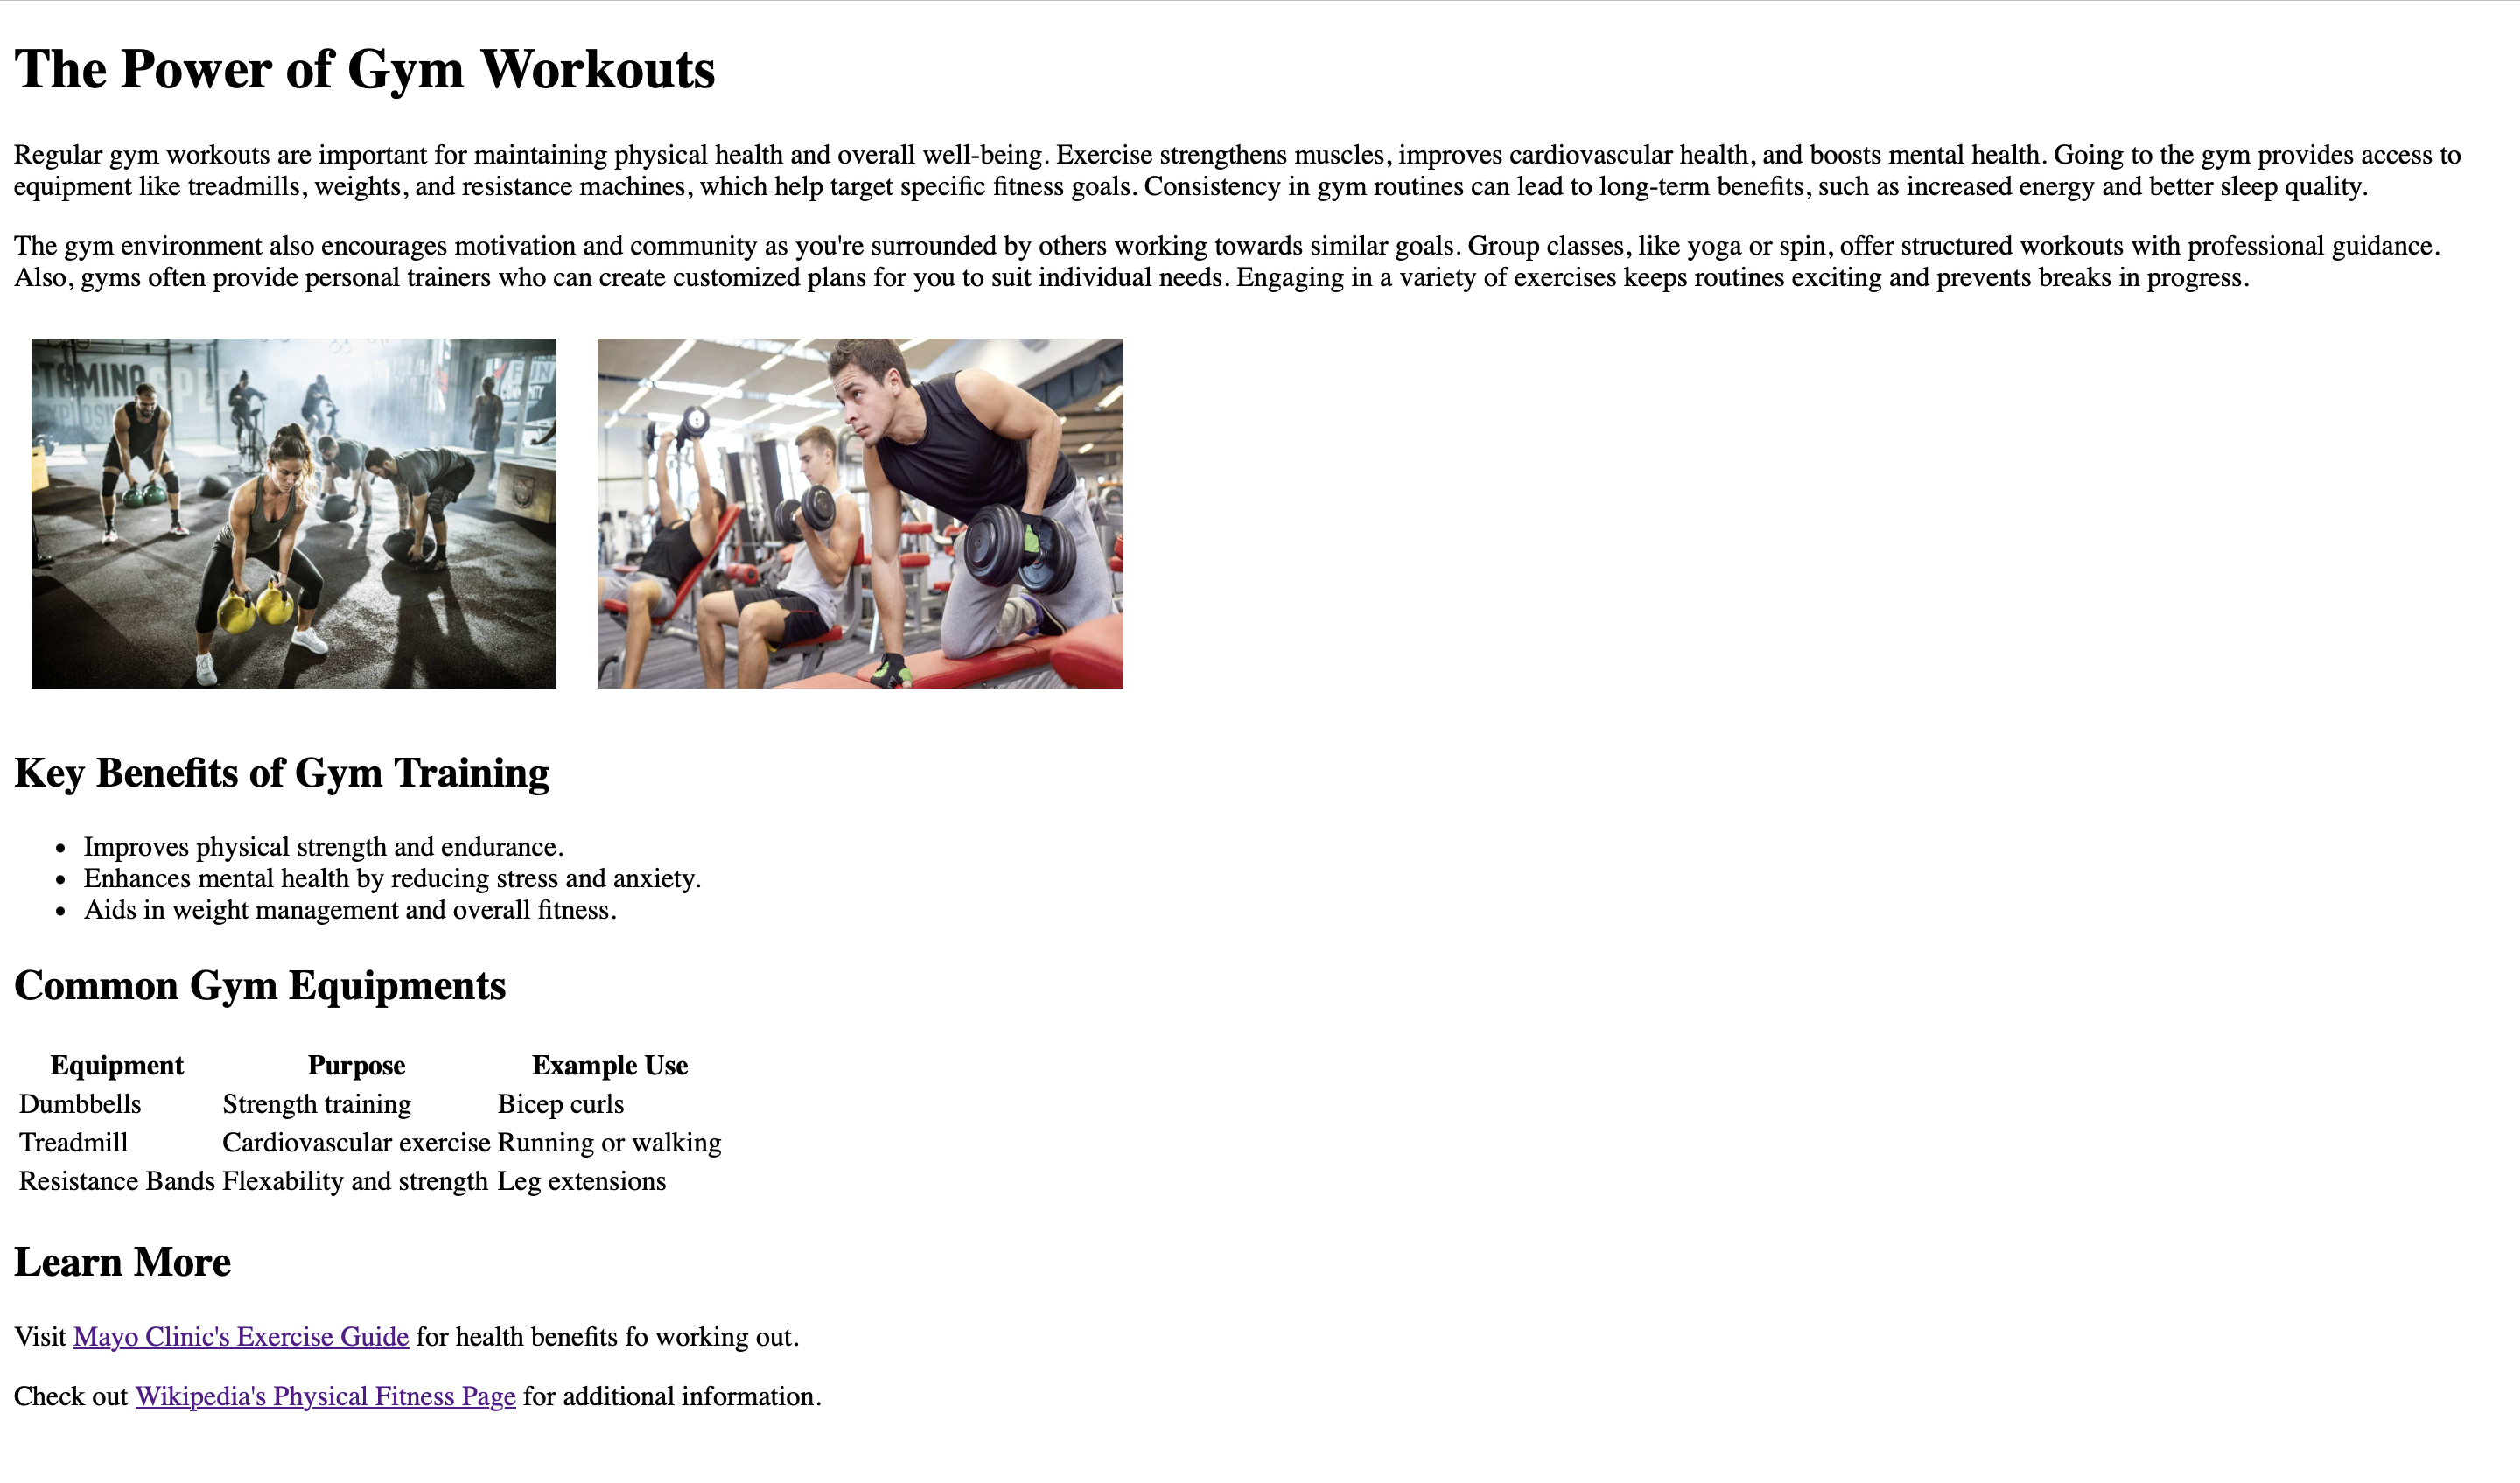 The Power of Gym Workouts
Regular gym workouts are important for maintaining physical health and overall well-being. Exercise strengthens muscles, improves cardiovascular health, and boosts mental health. Going to the gym provides access to
equipment like treadmills, weights, and resistance machines, which help target specific fitness goals. Consistency in gym routines can lead to long-term benefits, such as increased energy and better sleep quality.
The gym environment also encourages motivation and community as you're surrounded by others working towards similar goals. Group classes, like yoga or spin, offer structured workouts with professional guidance.
Also, gyms often provide personal trainers who can create customized plans for you to suit individual needs. Engaging in a variety of exercises keeps routines exciting and prevents breaks in progress.
STAMINA
Key Benefits of Gym Training
• Improves physical strength and endurance.
• Enhances mental health by reducing stress and anxiety.
• Aids in weight management and overall fitness.
Common Gym Equipments
Equipment Purpose Example Use
Dumbbells Strength training Bicep curls
Treadmill Cardiovascular exercise Running or walking
Resistance Bands Flexability and strength Leg extensions
Learn More
Visit Mayo Clinic's Exercise Guide for health benefits fo working out.
Check out Wikipedia's Physical Fitness Page for additional information.